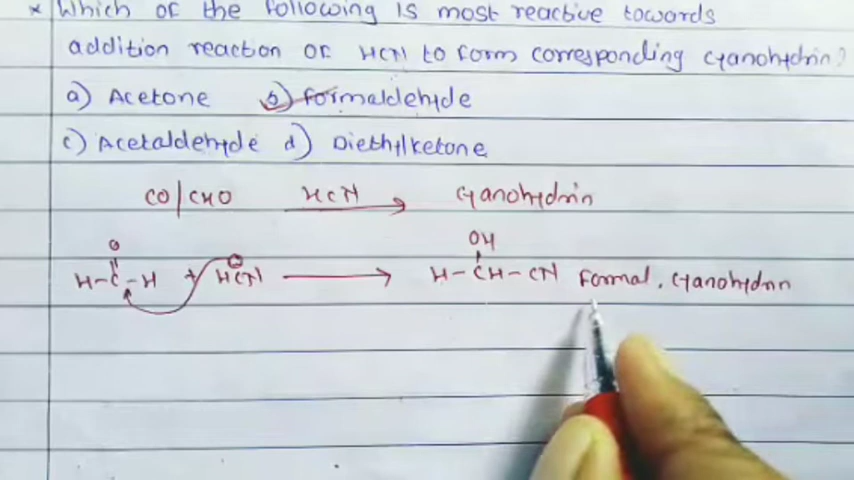 * Which of the following is most reactive towards
addition reaction of HCN to form corresponding cyanohydrin?
a) Acetone b) formaldehyde
c) Acetaldehyde d) Diethylketone
CO/CHO HCN → cyanohydrin
O
H-C-H + HCN → H-CH-CN Formal. cyanohydrin
OH